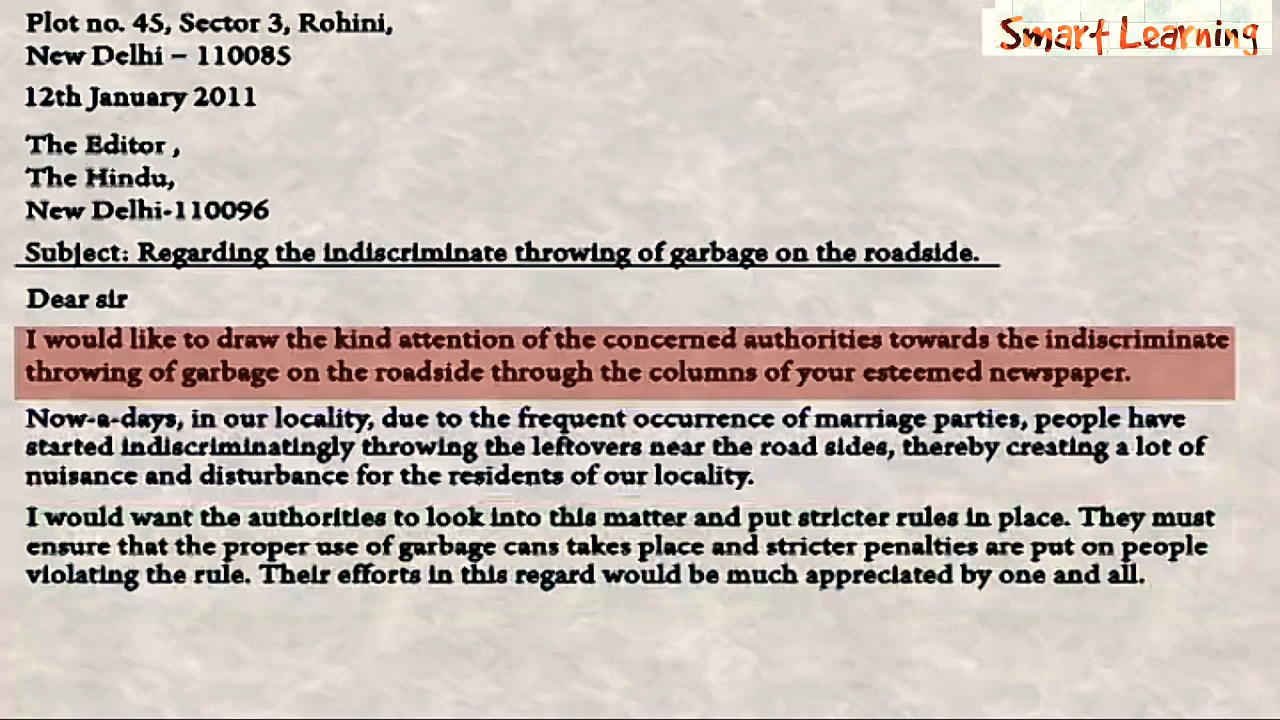 Plot no. 45, Sector 3, Rohini,
Smart Learning
New Delhi – 110085
12th January 2011
The Editor ,
The Hindu,
New Delhi-110096
Subject: Regarding the indiscriminate throwing of garbage on the roadside.
Dear sir
I would like to draw the kind attention of the concerned authorities towards the indiscriminate
throwing of garbage on the roadside through the columns of your esteemed newspaper.
Now-a-days, in our locality, due to the frequent occurrence of marriage parties, people have
started indiscriminatingly throwing the leftovers near the road sides, thereby creating a lot of
nuisance and disturbance for the residents of our locality.
I would want the authorities to look into this matter and put stricter rules in place. They must
ensure that the proper use of garbage cans takes place and stricter penalties are put on people
violating the rule. Their efforts in this regard would be much appreciated by one and all.